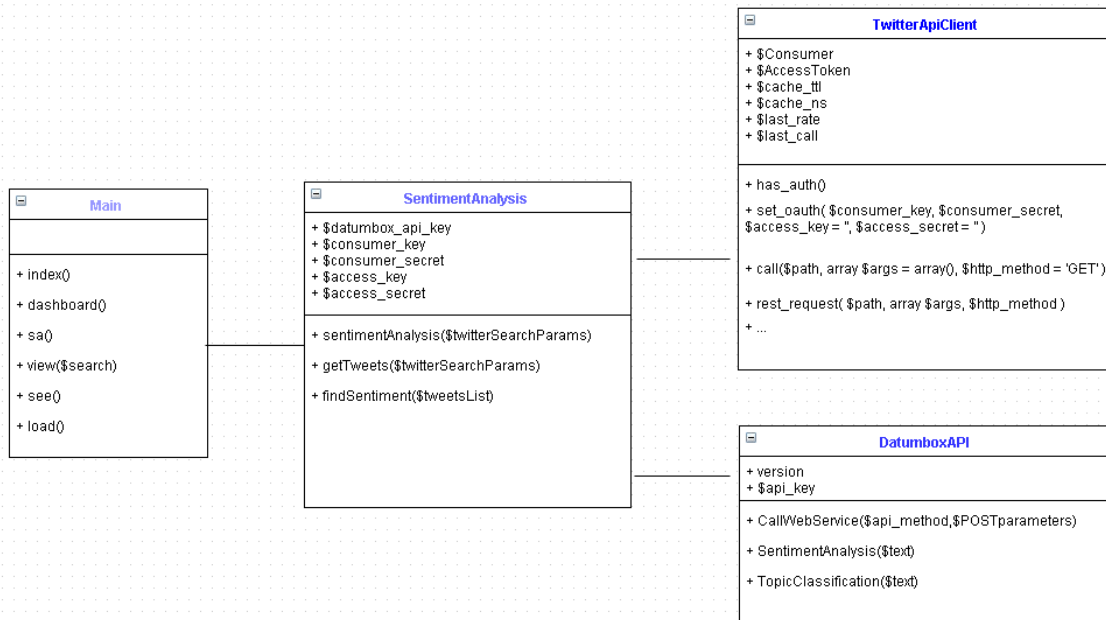 Main
+ index()
+ dashboard()
+ sa()
+ view($search)
+ see()
+ load()
SentimentAnalysis
+ $datumbox_api_key
+ $consumer_key
+ $consumer_secret
+ $access_key
+ $access_secret
+ sentimentAnalysis($twitterSearchParams)
+ getTweets($twitterSearchParams)
+ findSentiment($tweetsList)
TwitterApiClient
+ $Consumer
+ $AccessToken
+ $cache_ttl
+ $cache_ns
+ $last_rate
+ $last_call
+ has_auth()
+ set_oauth( $consumer_key, $consumer_secret,
$access_key = '', $access_secret = '' )
+ call($path, array $args = array(), $http_method = 'GET')
+ rest_request( $path, array $args, $http_method )
+ ...
DatumboxAPI
+ version
+ $api_key
+ CallWebService($api_method,$POSTparameters)
+ SentimentAnalysis($text)
+ TopicClassification($text)